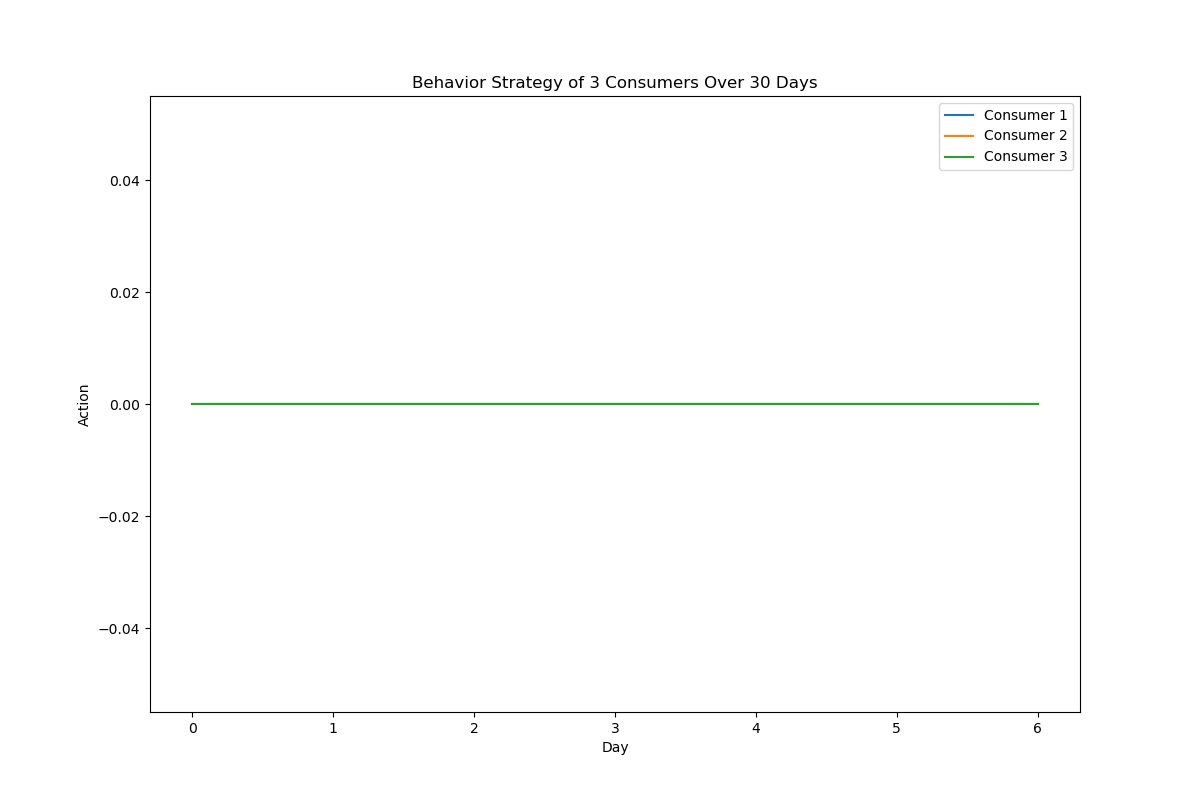 Behavior Strategy of 3 Consumers Over 30 Days
Consumer 1
Consumer 2
Consumer 3
0.04
0.02
0.00
−0.02
−0.04
Action
0 1 2 3 4 5 6
Day